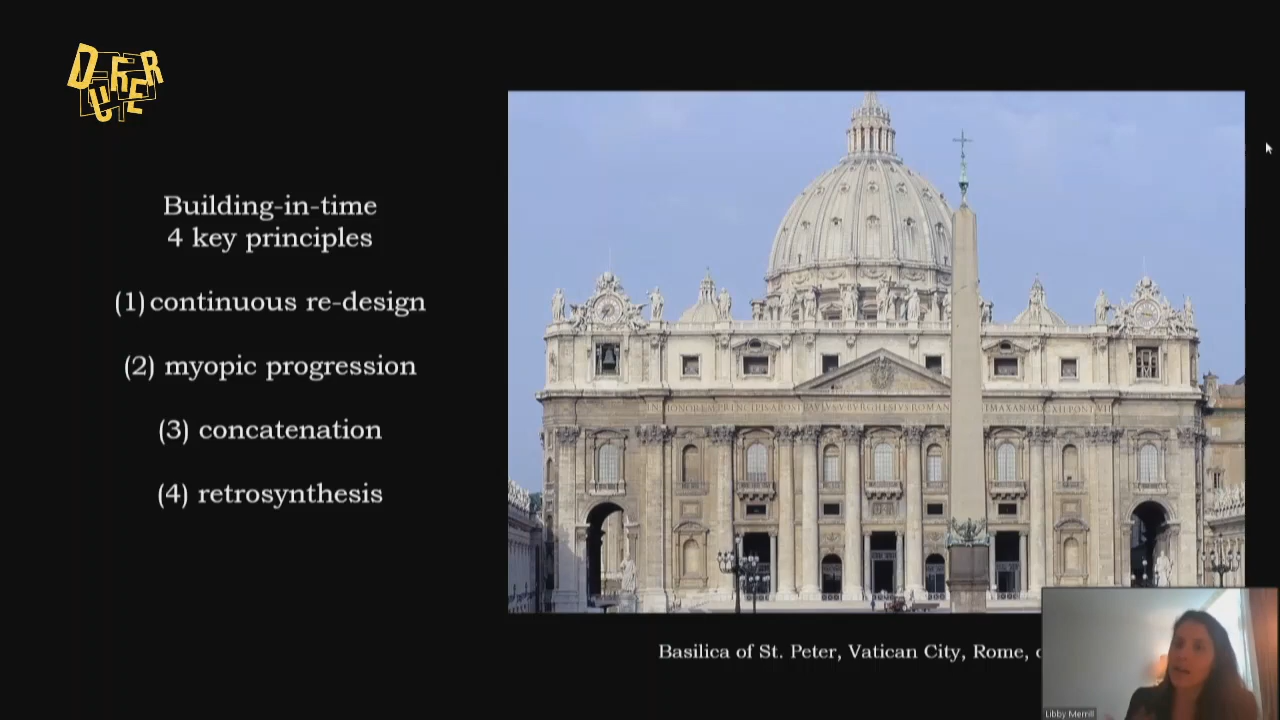 DURER
Building-in-time
4 key principles
(1) continuous re-design
(2) myopic progression
(3) concatenation
(4) retrosynthesis
Basilica of St. Peter, Vatican City, Rome,
Libby Merrill